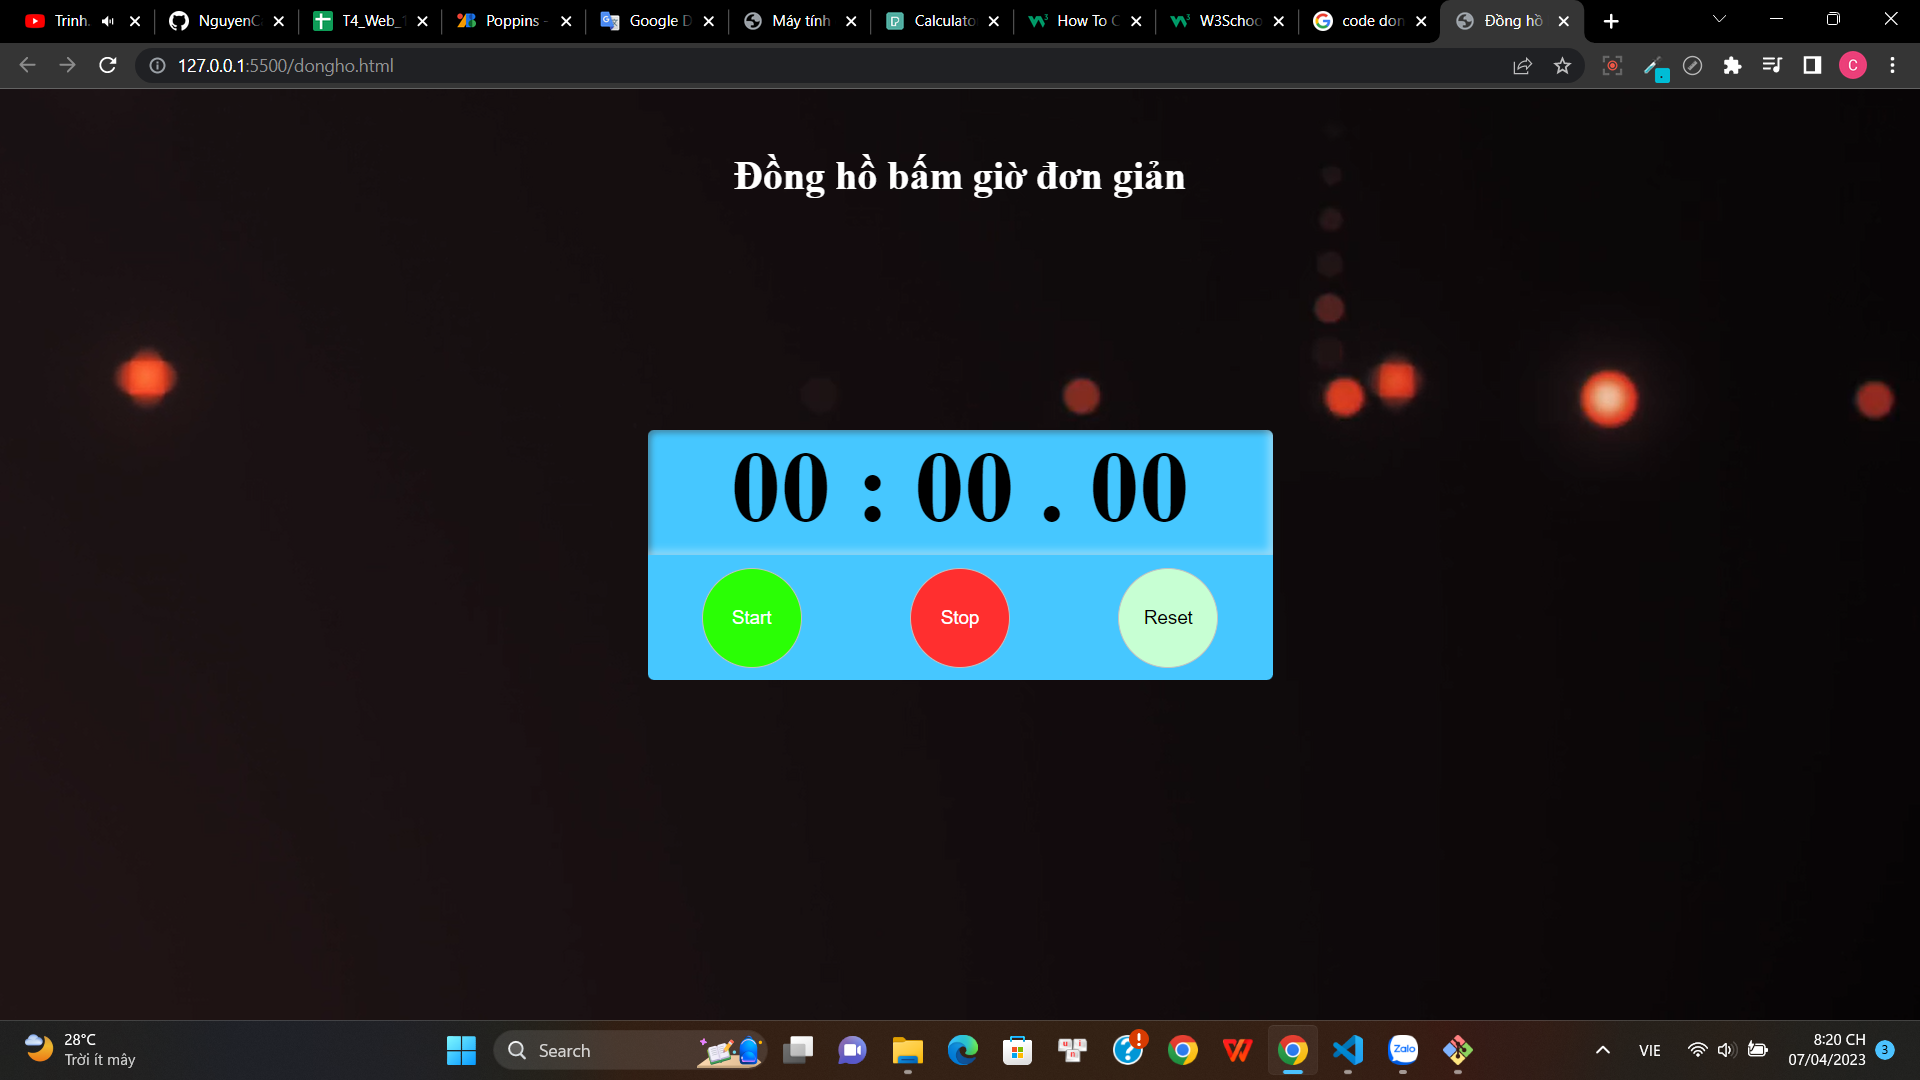 Trinh
NguyenC
T4_Web_
Poppins -
Google D
Máy tính
Calculato
How To C
W3Schoo
code don
Đồng hồ
127.0.0.1:5500/dongho.html
C
Đồng hồ bấm giờ đơn giản
00 : 00 . 00
Start
Stop
Reset
28°C
Trời ít mây
Search
Zalo
VIE
8:20 CH
07/04/2023
3